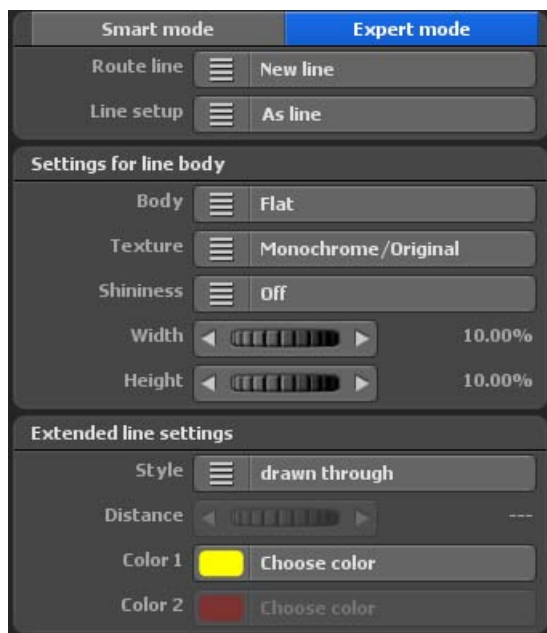 Smart mode Expert mode
Route line New line
Line setup As line
Settings for line body
Body Flat
Texture Monochrome/Original
Shininess Off
Width 10.00%
Height 10.00%
Extended line settings
Style drawn through
Distance ---
Color 1 Choose color
Color 2 Choose color